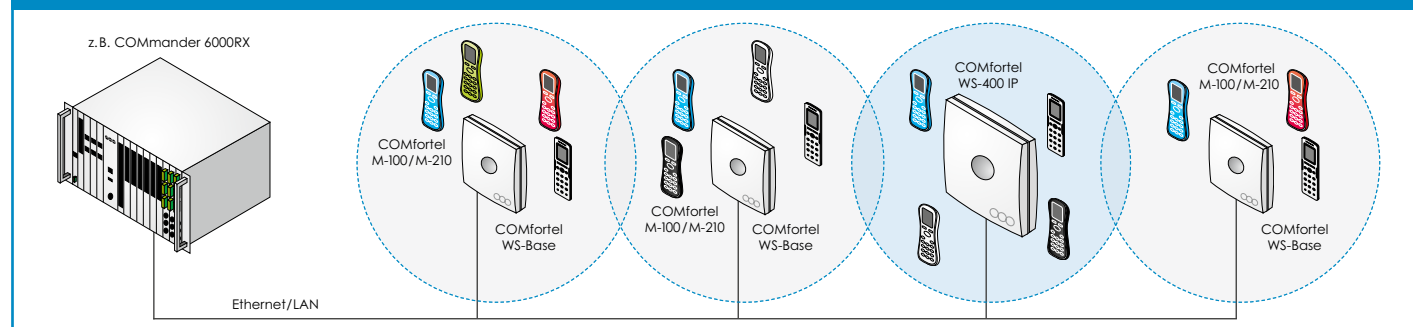 z.B. COMmander 6000RX
COMfortel
M-100/M-210
COMfortel
WS-Base
COMfortel
M-100/M-210
COMfortel
WS-Base
COMfortel
WS-400 IP
COMfortel
M-100/M-210
COMfortel
WS-Base
Ethernet/LAN